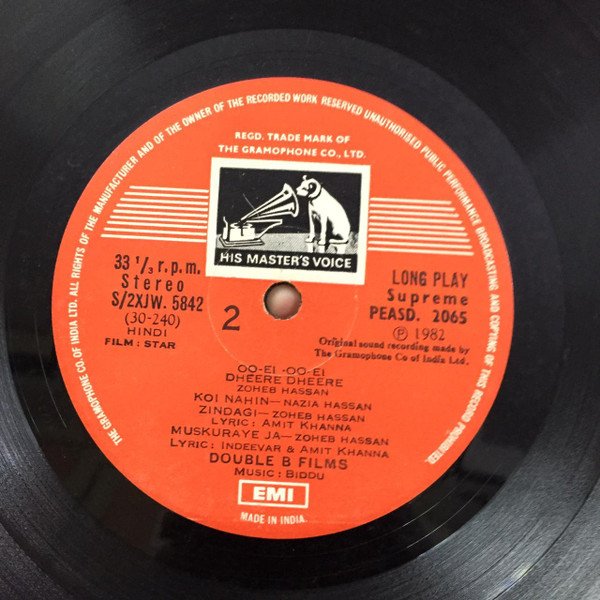 THE GRAMOPHONE CO. OF INDIA LTD. ALL RIGHTS OF THE MANUFACTURER AND OF THE OWNER OF THE RECORDED WORK RESERVED UNAUTHORISED PUBLIC PERFORMANCE BROADCASTING AND COPYING OF THIS RECORD PROHIBITED.
REGD. TRADE MARK OF
THE GRAMOPHONE CO., LTD.
HIS MASTER'S VOICE
33 1/3 r.p.m.
Stereo
S/2XJW. 5842
(30-240)
HINDI
FILM : STAR
2
LONG PLAY
Supreme
PEASD. 2065
Ⓟ 1982
Original sound recording made by
The Gramophone Co of India Ltd.
OO-EI -OO-EI
DHEERE DHEERE
ZOHEB HASSAN
KOI NAHIN— NAZIA HASSAN
ZINDAGI— ZOHEB HASSAN
LYRIC : AMIT KHANNA
MUSKURAYE JA— ZOHEB HASSAN
LYRIC : INDEEVAR & AMIT KHANNA
DOUBLE B FILMS
MUSIC : BIDDU
EMI
MADE IN INDIA.